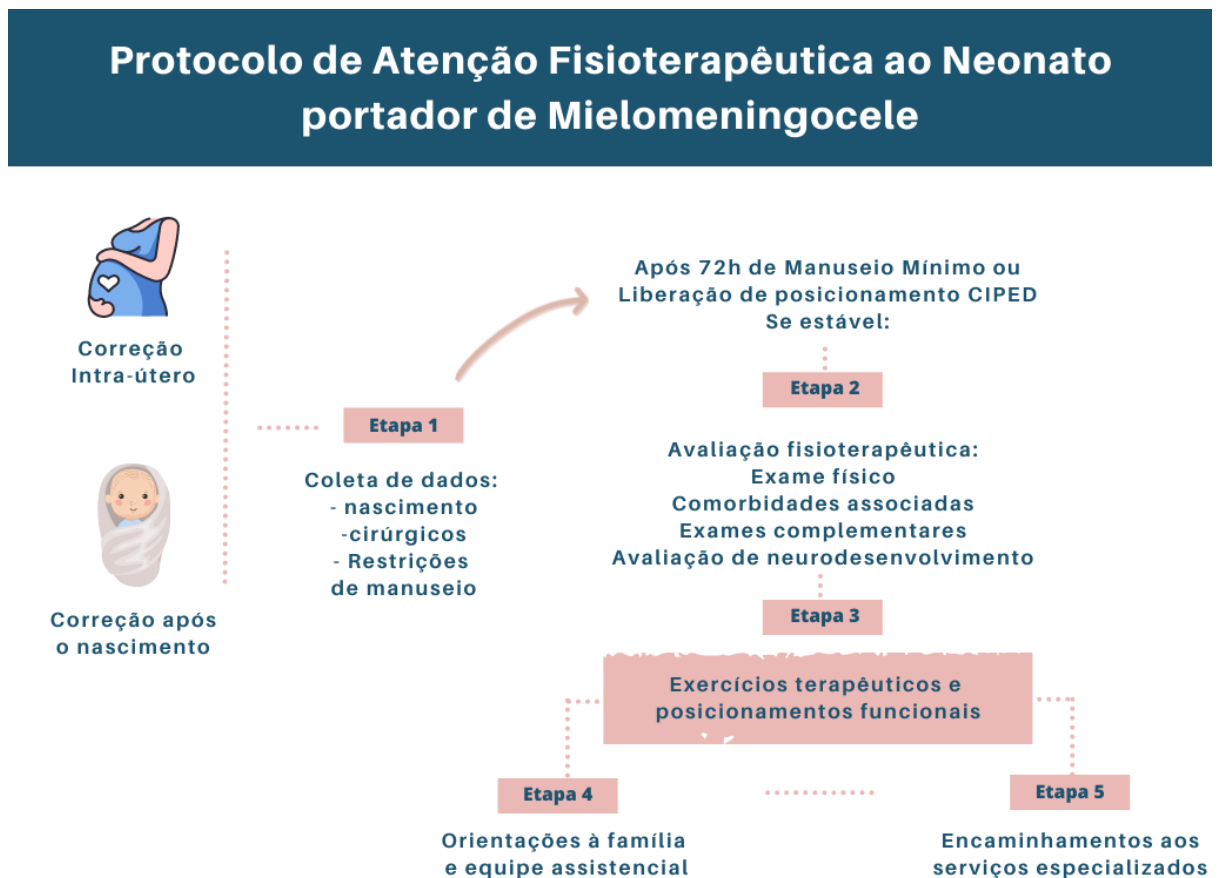 Protocolo de Atenção Fisioterapêutica ao Neonato
portador de Mielomeningocele
Correção
Intra-útero
Correção após
o nascimento
Etapa 1
Coleta de dados:
- nascimento
-cirúrgicos
- Restrições
de manuseio
Após 72h de Manuseio Mínimo ou
Liberação de posicionamento CIPED
Se estável:
Etapa 2
Avaliação fisioterapêutica:
Exame físico
Comorbidades associadas
Exames complementares
Avaliação de neurodesenvolvimento
Etapa 3
Exercícios terapêuticos e
posicionamentos funcionais
Etapa 4
Orientações à família
e equipe assistencial
Etapa 5
Encaminhamentos aos
serviços especializados